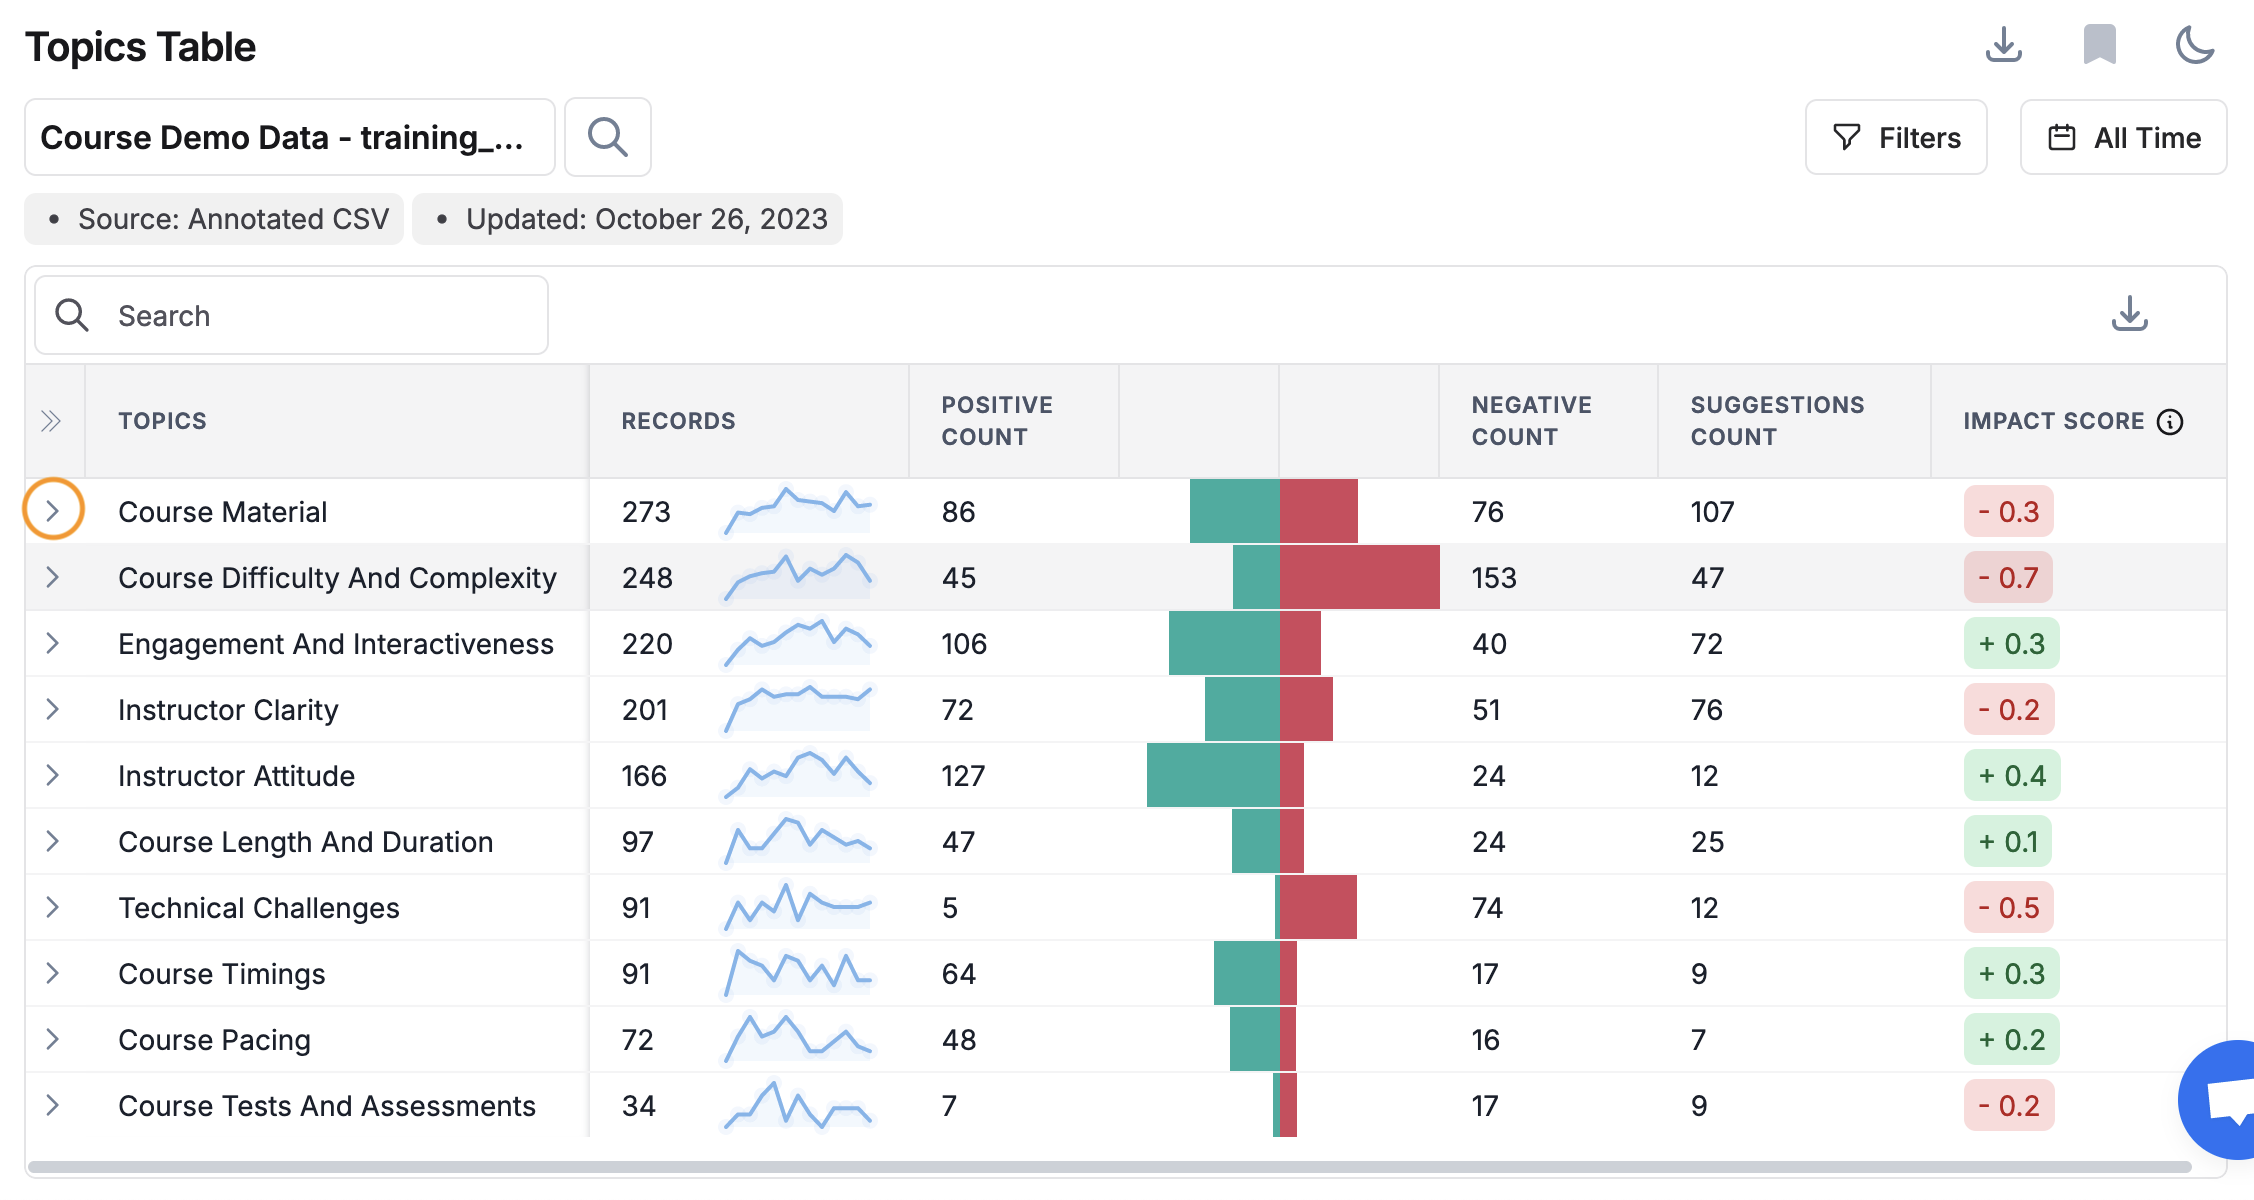 Topics Table
Course Demo Data - training_...
Filters
All Time
• Source: Annotated CSV
• Updated: October 26, 2023
Search
TOPICS RECORDS POSITIVE COUNT NEGATIVE COUNT SUGGESTIONS COUNT IMPACT SCORE
Course Material 273 86 76 107 - 0.3
Course Difficulty And Complexity 248 45 153 47 - 0.7
Engagement And Interactiveness 220 106 40 72 + 0.3
Instructor Clarity 201 72 51 76 - 0.2
Instructor Attitude 166 127 24 12 + 0.4
Course Length And Duration 97 47 24 25 + 0.1
Technical Challenges 91 5 74 12 - 0.5
Course Timings 91 64 17 9 + 0.3
Course Pacing 72 48 16 7 + 0.2
Course Tests And Assessments 34 7 17 9 - 0.2